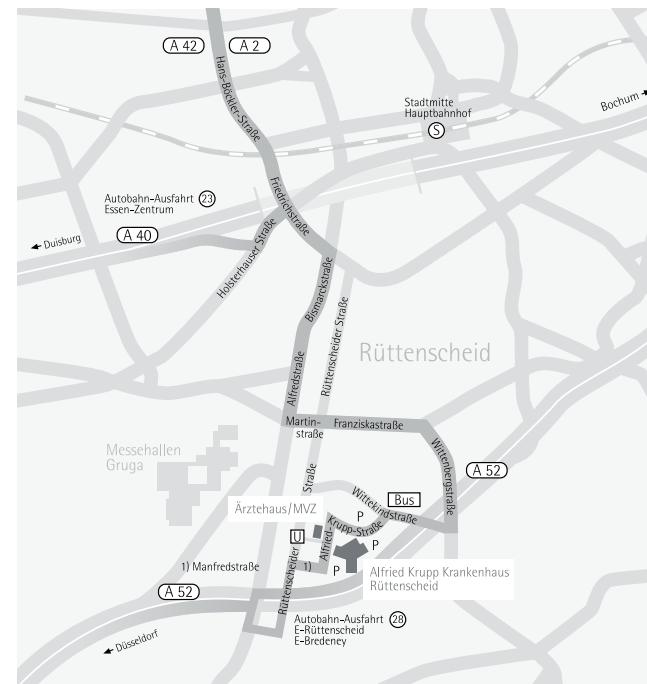 A 42
A 2
Hans-Böckler-Straße
Stadtmitte
Hauptbahnhof
S
Bochum
Autobahn-Ausfahrt 23
Essen-Zentrum
Friedrichstraße
Duisburg
A 40
Holsterhauser Straße
Bismarckstraße
Rüttenscheider Straße
Rüttenscheid
Alfredstraße
Martin-
straße
Franziskastraße
Wittenbergstraße
Messehallen
Gruga
A 52
Straße
Wittekindstraße
Bus
Ärztehaus/MVZ
P
Krupp-Straße
U
Alfried-
P
1) Manfredstraße
Rüttenscheider
1)
P
Alfried Krupp Krankenhaus
Rüttenscheid
A 52
Autobahn-Ausfahrt 28
E-Rüttenscheid
E-Bredeney
Düsseldorf